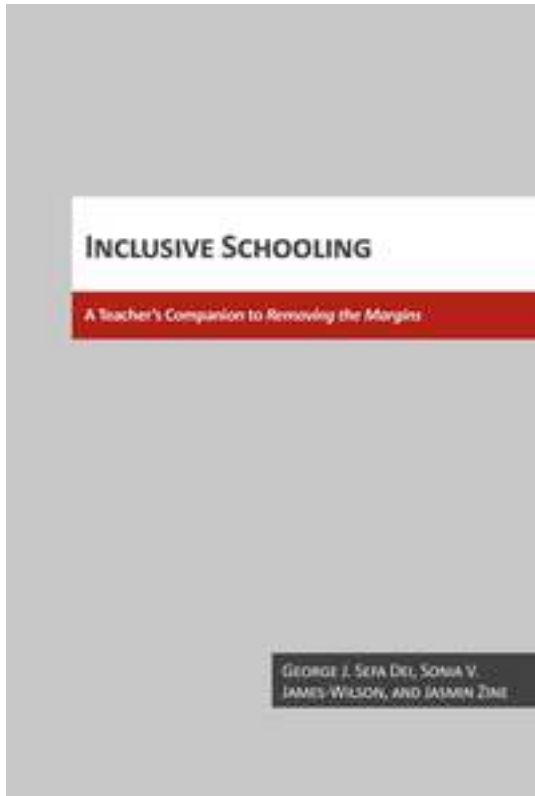 INCLUSIVE SCHOOLING
A Teacher's Companion to Removing the Margins
GEORGE J. SEFA DEI, SONIA V.
JAMES-WILSON, AND JASMIN ZINE